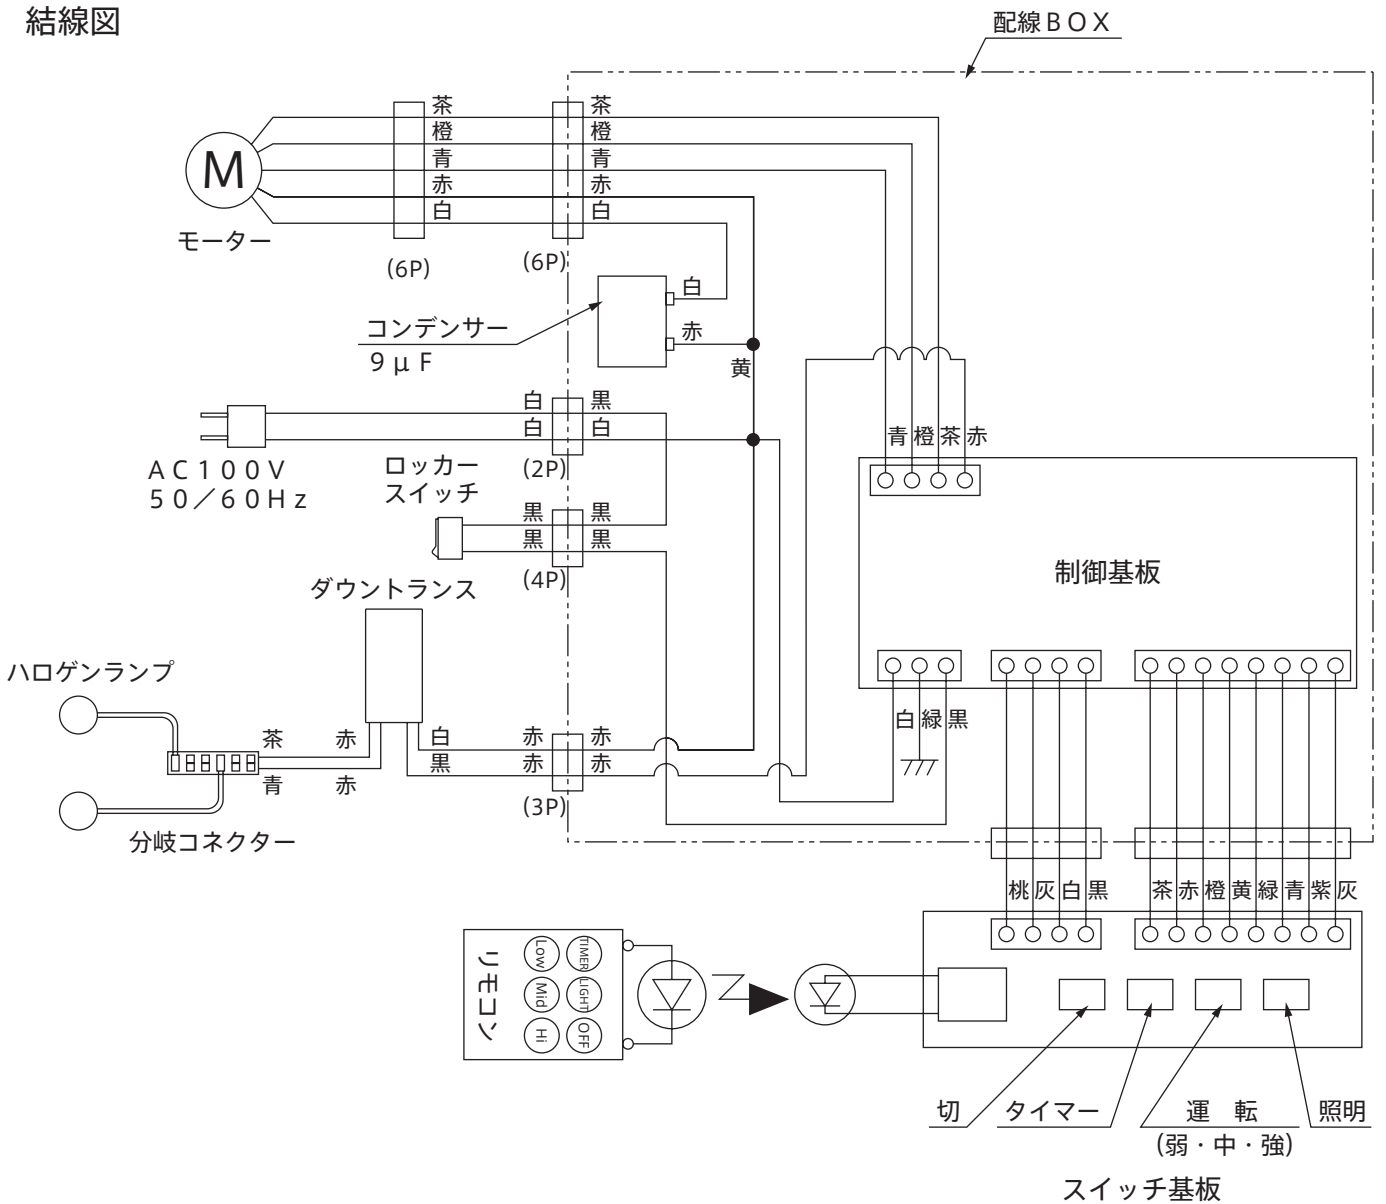 結線図
配線ＢＯＸ
茶 茶
橙 橙
青 青
赤 赤
白 白
M
モーター
(6P) (6P)
白
コンデンサー
９μＦ
赤
黄
白 黒
白 白
青 橙 茶 赤
ＡＣ１００Ｖ
５０／６０Ｈｚ
ロッカー
スイッチ
(2P)
黒 黒
黒 黒
(4P)
制御基板
ダウントランス
ハロゲンランプ
茶 赤 白 赤 赤
青 赤 黒 赤 赤
白 緑 黒
(3P)
分岐コネクター
桃 灰 白 黒 茶 赤 橙 黄 緑 青 紫 灰
リモコン
Low TIMER
Mid LIGHT
Hi OFF
切 タイマー 運　転 照明
(弱・中・強)
スイッチ基板